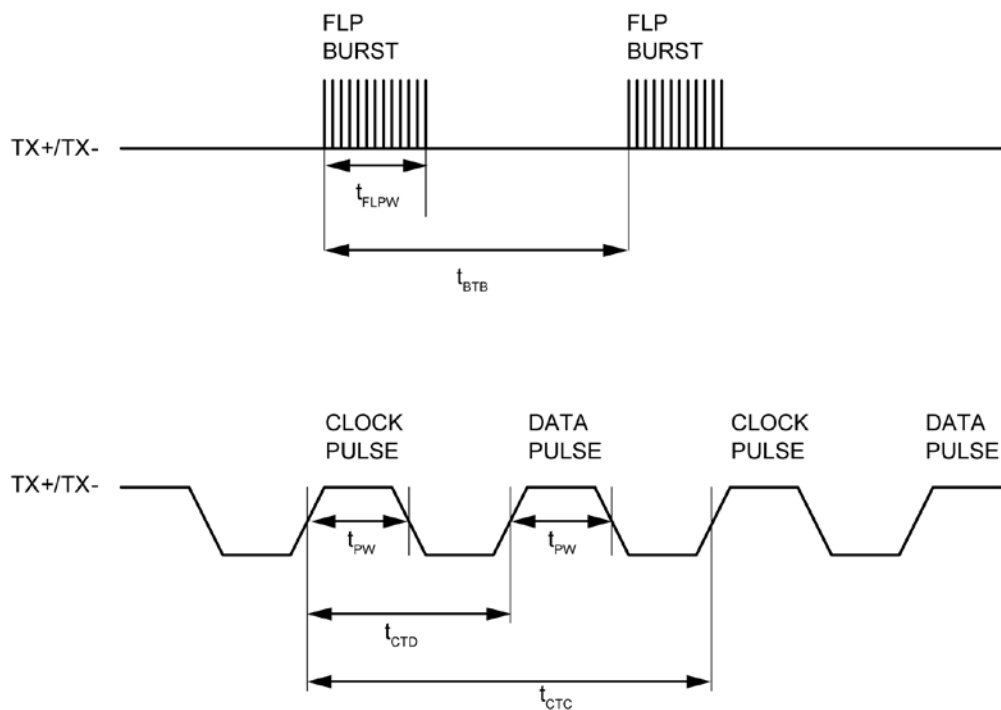 FLP
BURST
FLP
BURST
TX+/TX-
tFLPW
tBTB
CLOCK
PULSE
DATA
PULSE
CLOCK
PULSE
DATA
PULSE
TX+/TX-
tPW
tPW
tCTD
tCTC